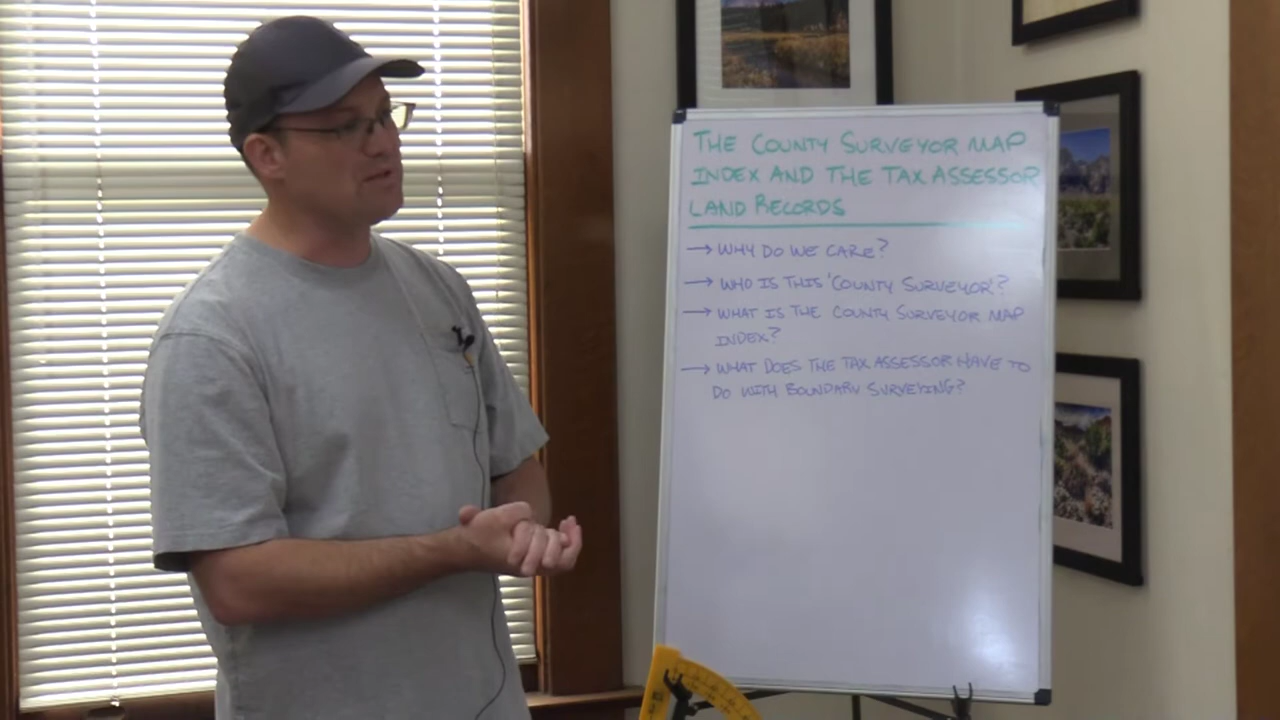 THE COUNTY SURVEYOR MAP
INDEX AND THE TAX ASSESSOR
LAND RECORDS
→ WHY DO WE CARE?
→ WHO IS THIS 'COUNTY SURVEYOR'?
→ WHAT IS THE COUNTY SURVEYOR MAP
INDEX?
→ WHAT DOES THE TAX ASSESSOR HAVE TO
DO WITH BOUNDARY SURVEYING?